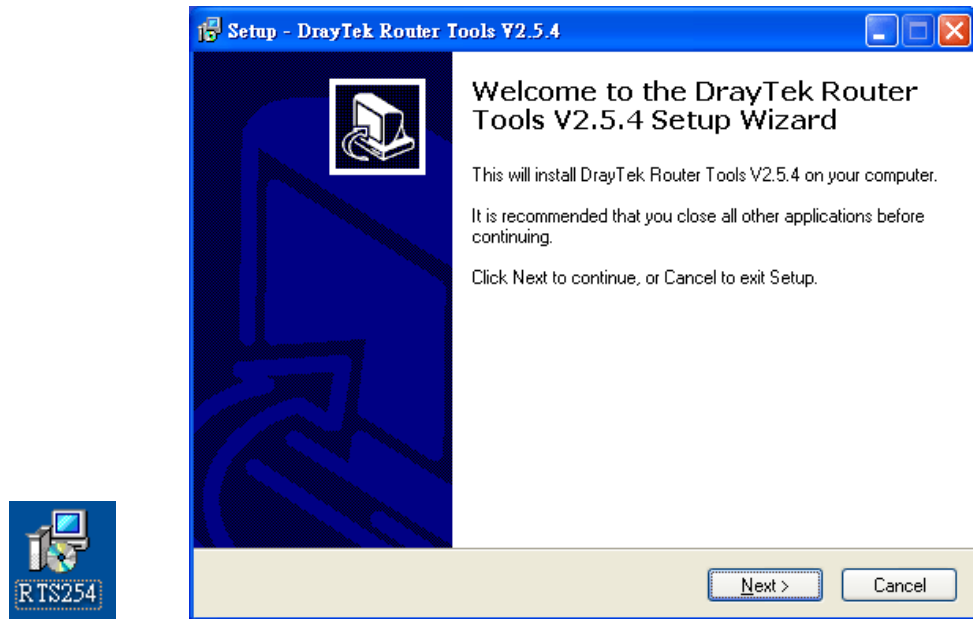 Setup - DrayTek Router Tools V2.5.4
Welcome to the DrayTek Router
Tools V2.5.4 Setup Wizard
This will install DrayTek Router Tools V2.5.4 on your computer.
It is recommended that you close all other applications before
continuing.
Click Next to continue, or Cancel to exit Setup.
RTS254
Next > Cancel